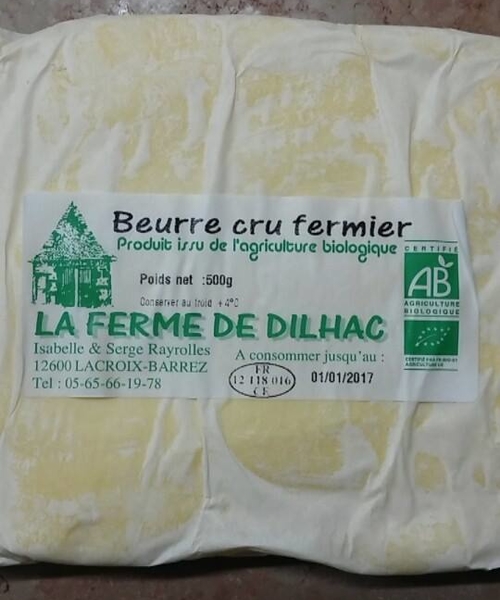 Beurre cru fermier
Produit issu de l'agriculture biologique
Poids net :500g
Conserver au froid +4°C
LA FERME DE DILHAC
Isabelle & Serge Rayrolles
12600 LACROIX-BARREZ
Tel : 05-65-66-19-78
A consommer jusqu'au :
FR
12 118 016
CE
01/01/2017
CERTIFIÉ
AB
AGRICULTURE
BIOLOGIQUE